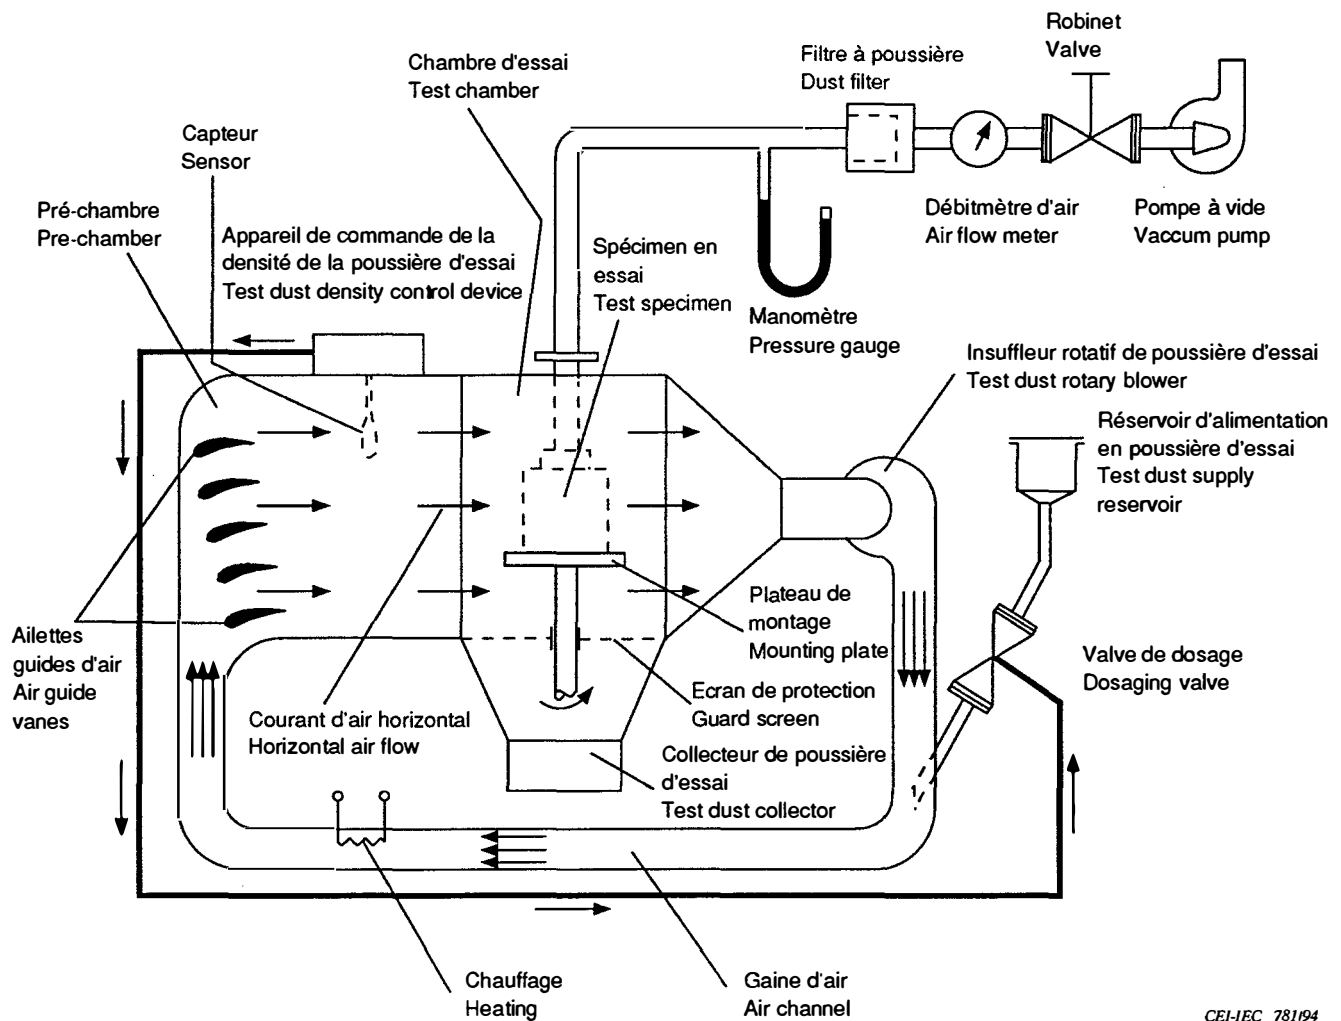 Robinet
Valve
Filtre à poussière
Dust filter
Chambre d'essai
Test chamber
Capteur
Sensor
Pré-chambre
Pre-chamber
Appareil de commande de la
densité de la poussière d'essai
Test dust density control device
Spécimen en
essai
Test specimen
Débitmètre d'air
Air flow meter
Pompe à vide
Vaccum pump
Manomètre
Pressure gauge
Insuffleur rotatif de poussière d'essai
Test dust rotary blower
Réservoir d'alimentation
en poussière d'essai
Test dust supply
reservoir
Plateau de
montage
Mounting plate
Ailettes
guides d'air
Air guide
vanes
Valve de dosage
Dosaging valve
Ecran de protection
Guard screen
Courant d'air horizontal
Horizontal air flow
Collecteur de poussière
d'essai
Test dust collector
Chauffage
Heating
Gaine d'air
Air channel
CEI-IEC 781/94